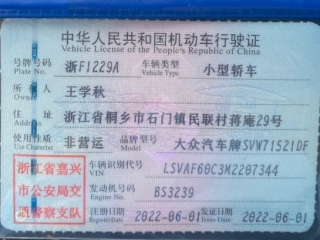 中华人民共和国机动车行驶证
Vehicle License of the People's Republic of China
号牌号码 浙F1229A 车辆类型 小型轿车
Plate No. Vehicle Type
所有人 王学秋
Owner
住址 浙江省桐乡市石门镇民联村蒋庵29号
Address
使用性质 非营运 品牌型号 大众汽车牌SVW71521DF
Use Character Model
浙江省嘉兴市公安局交通警察支队
车辆识别代号 LSVAF60C3M2207344
VIN
发动机号码 BS3239
Engine No.
注册日期 2022-06-01 发证日期 2022-06-01
Register Date Issue Date